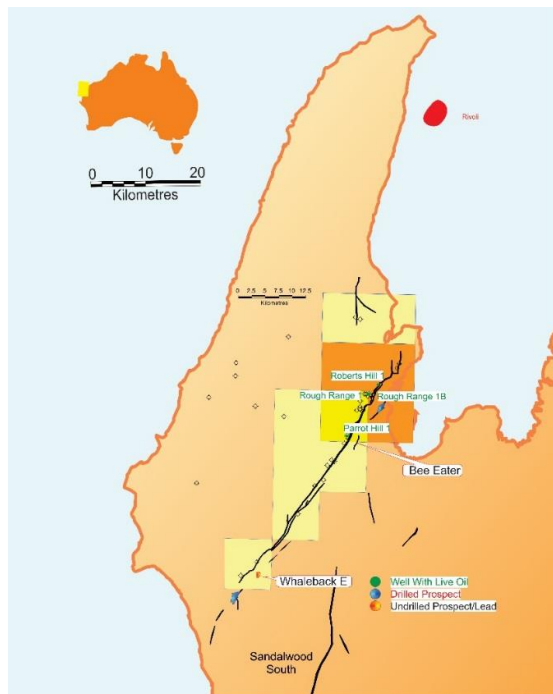 Rivoli
0 10 20
Kilometres
0 2.5 5 7.5 10 12.5
Kilometres
Roberts Hill 1
Rough Range 1
Rough Range 1B
Parrot Hill 1
Bee Eater
Whaleback E
Well With Live Oil
Drilled Prospect
Undrilled Prospect/Lead
Sandalwood
South